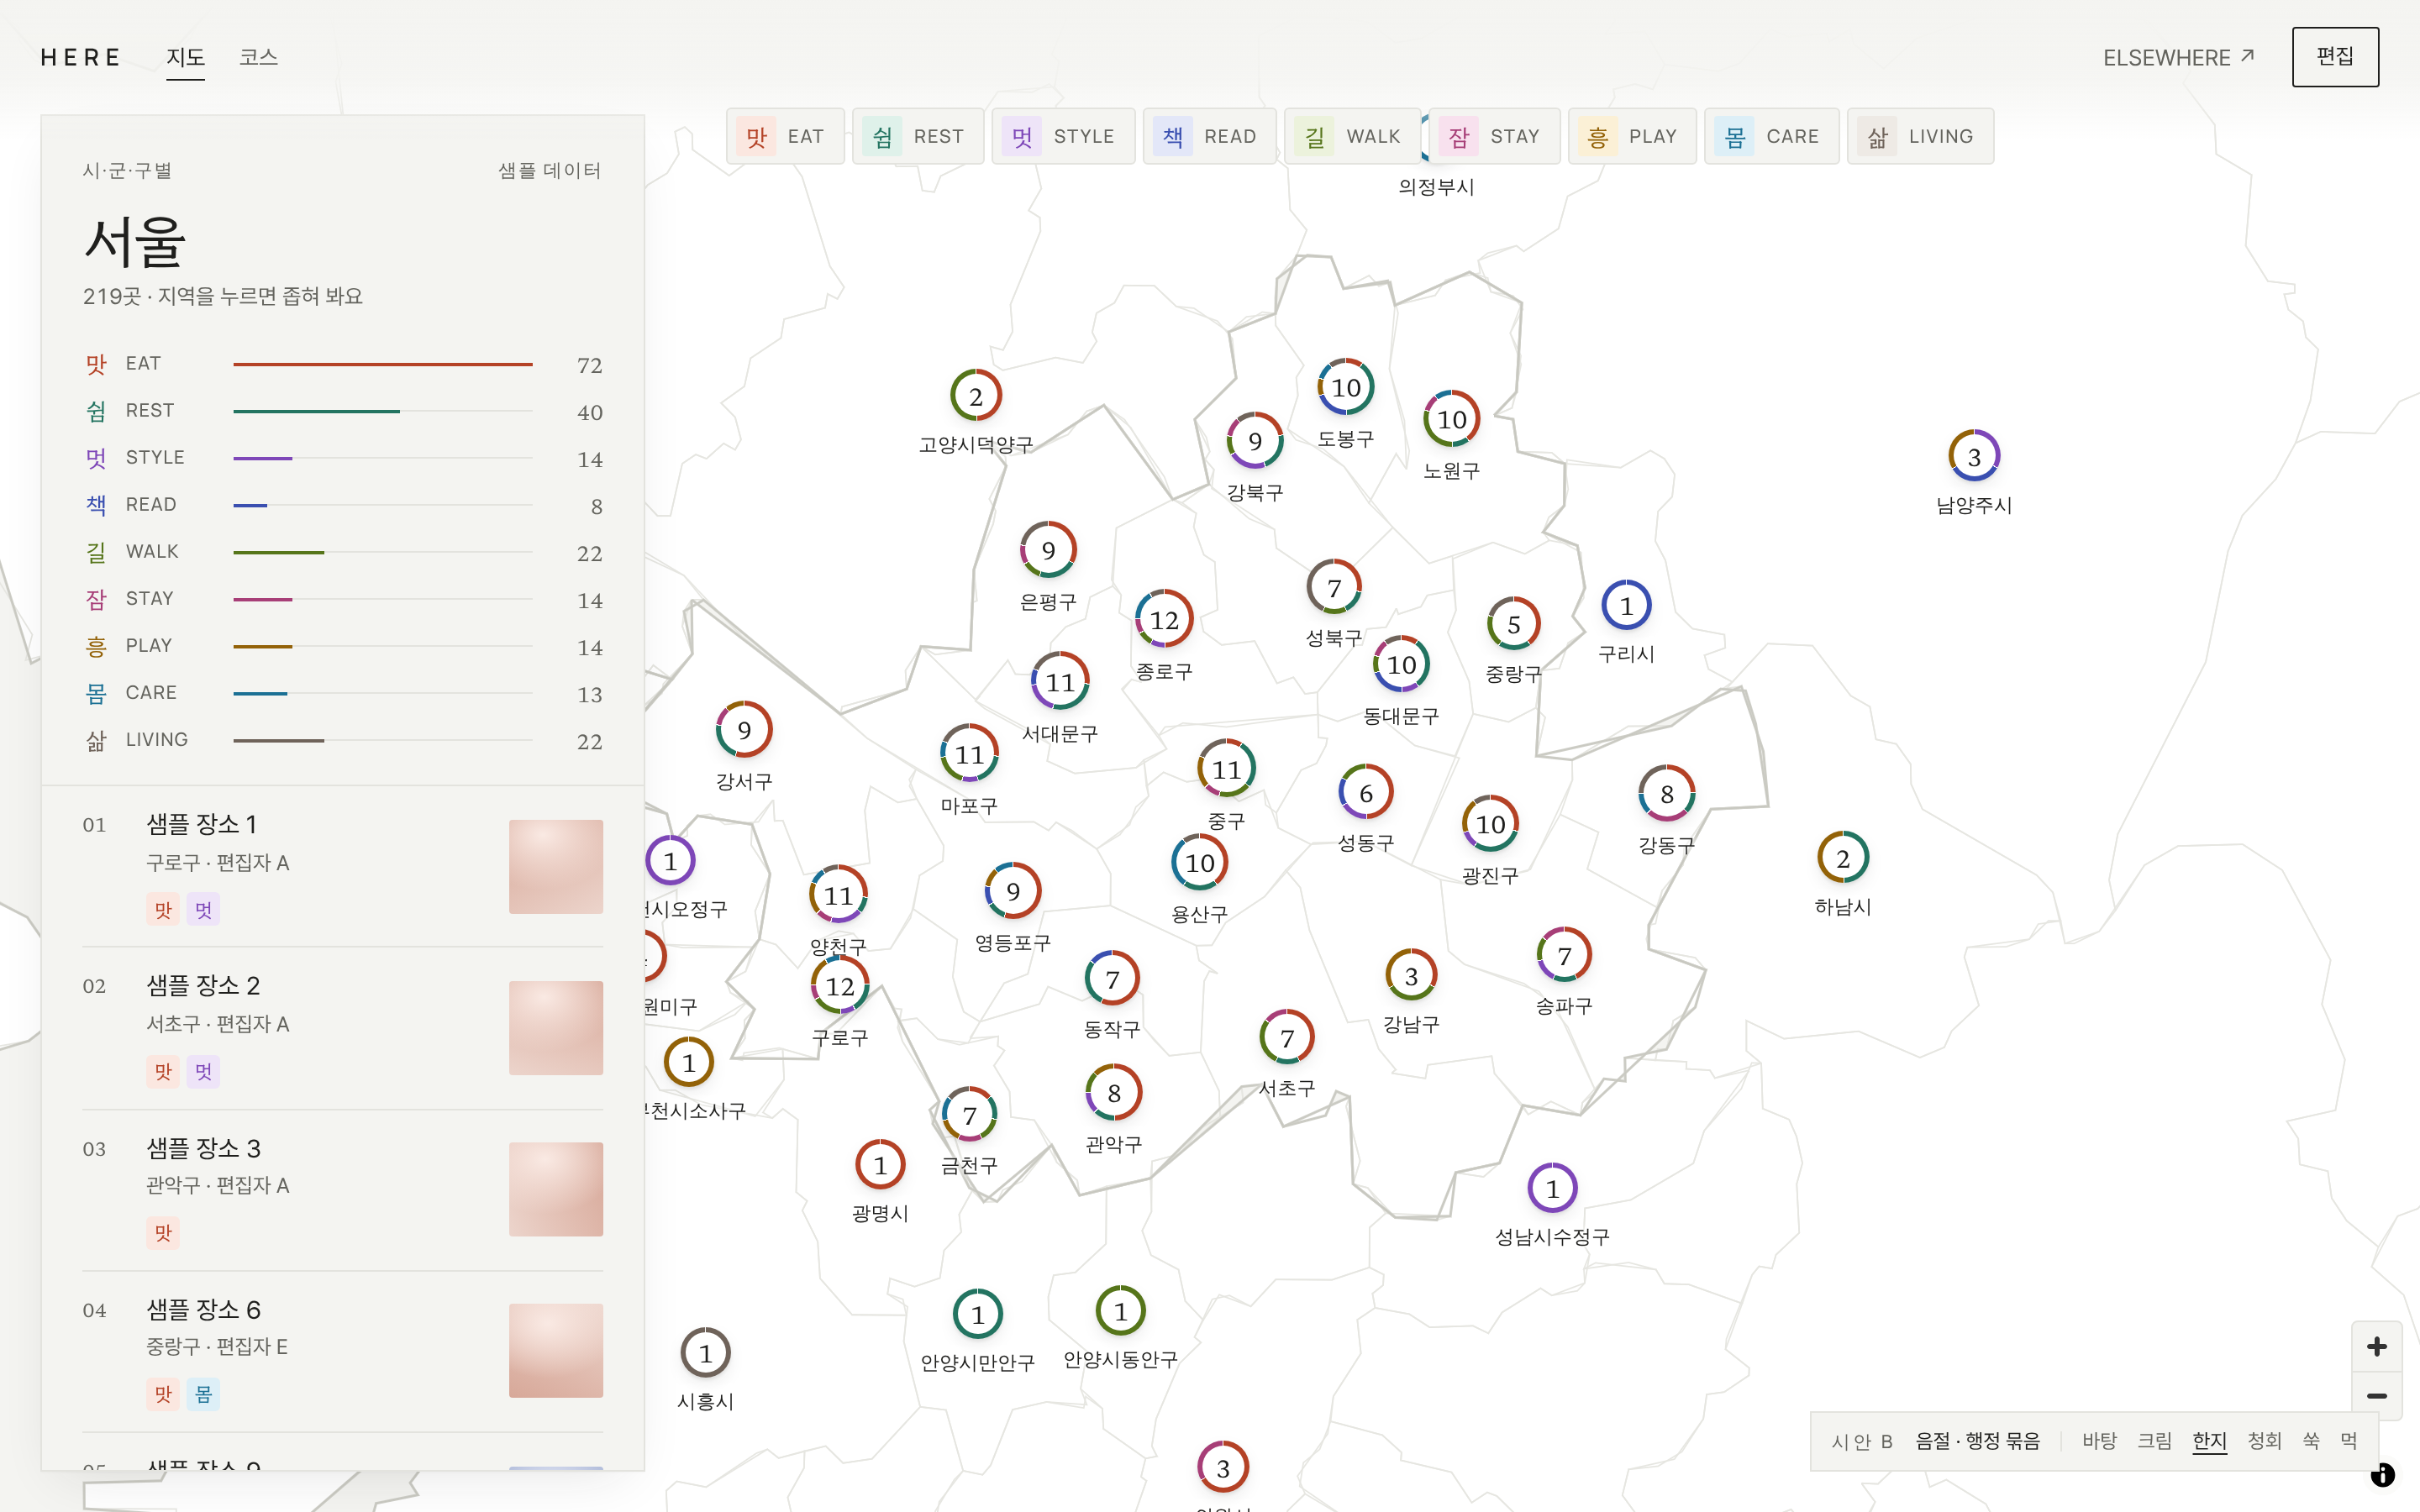 HERE 지도 코스 ELSEWHERE ↗ 편집
맛 EAT 쉼 REST 멋 STYLE 책 READ 길 WALK 잠 STAY 흥 PLAY 몸 CARE 삶 LIVING
시·군·구별 샘플 데이터
서울
219곳 · 지역을 누르면 좁혀 봐요
맛 EAT 72
쉼 REST 40
멋 STYLE 14
책 READ 8
길 WALK 22
잠 STAY 14
흥 PLAY 14
몸 CARE 13
삶 LIVING 22
01 샘플 장소 1
구로구 · 편집자 A
맛 멋
02 샘플 장소 2
서초구 · 편집자 A
맛 멋
03 샘플 장소 3
관악구 · 편집자 A
맛
04 샘플 장소 6
중랑구 · 편집자 E
맛 몸
의정부시
2
고양시덕양구
10
도봉구
10
노원구
9
강북구
3
남양주시
9
은평구
12
종로구
7
성북구
5
중랑구
1
구리시
10
동대문구
11
서대문구
9
강서구
11
마포구
11
중구
6
성동구
10
광진구
8
강동구
2
하남시
1
시오정구
11
양천구
9
영등포구
10
용산구
원미구
12
구로구
7
동작구
3
강남구
7
송파구
7
서초구
1
천시소사구
7
금천구
8
관악구
1
광명시
1
성남시수정구
1
안양시만안구
1
안양시동안구
1
시흥시
3
+
−
시안 B 음절 · 행정 묶음 바탕 크림 한지 청회 쑥 먹